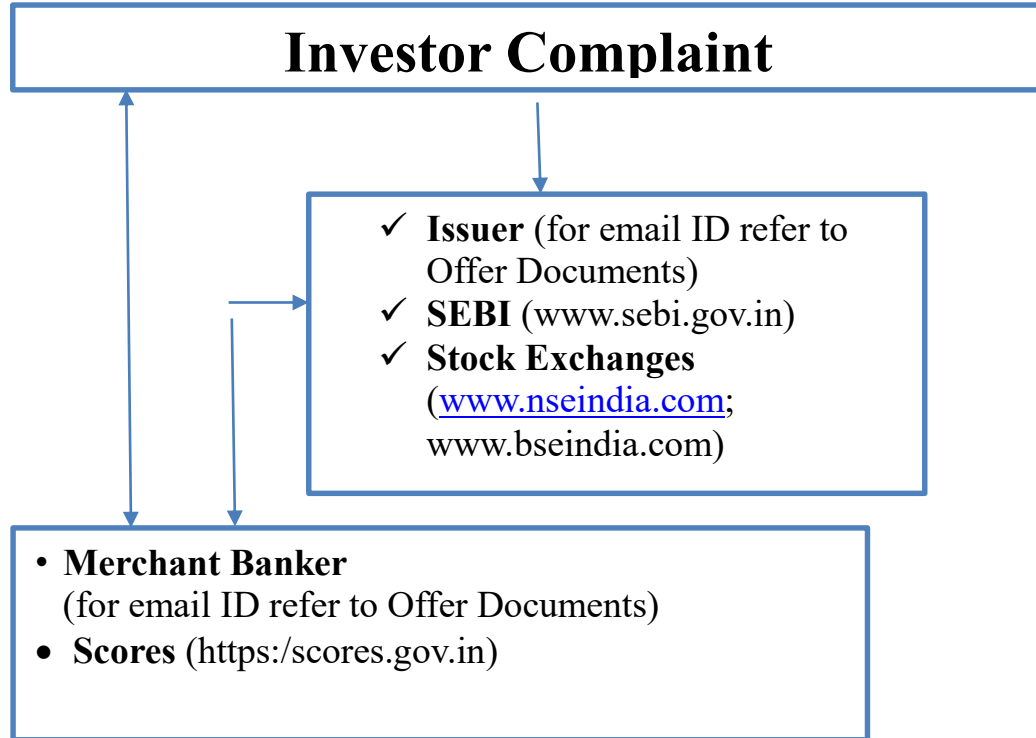 Investor Complaint
✓ Issuer (for email ID refer to
Offer Documents)
✓ SEBI (www.sebi.gov.in)
✓ Stock Exchanges
(www.nseindia.com;
www.bseindia.com)
• Merchant Banker
(for email ID refer to Offer Documents)
• Scores (https:/scores.gov.in)